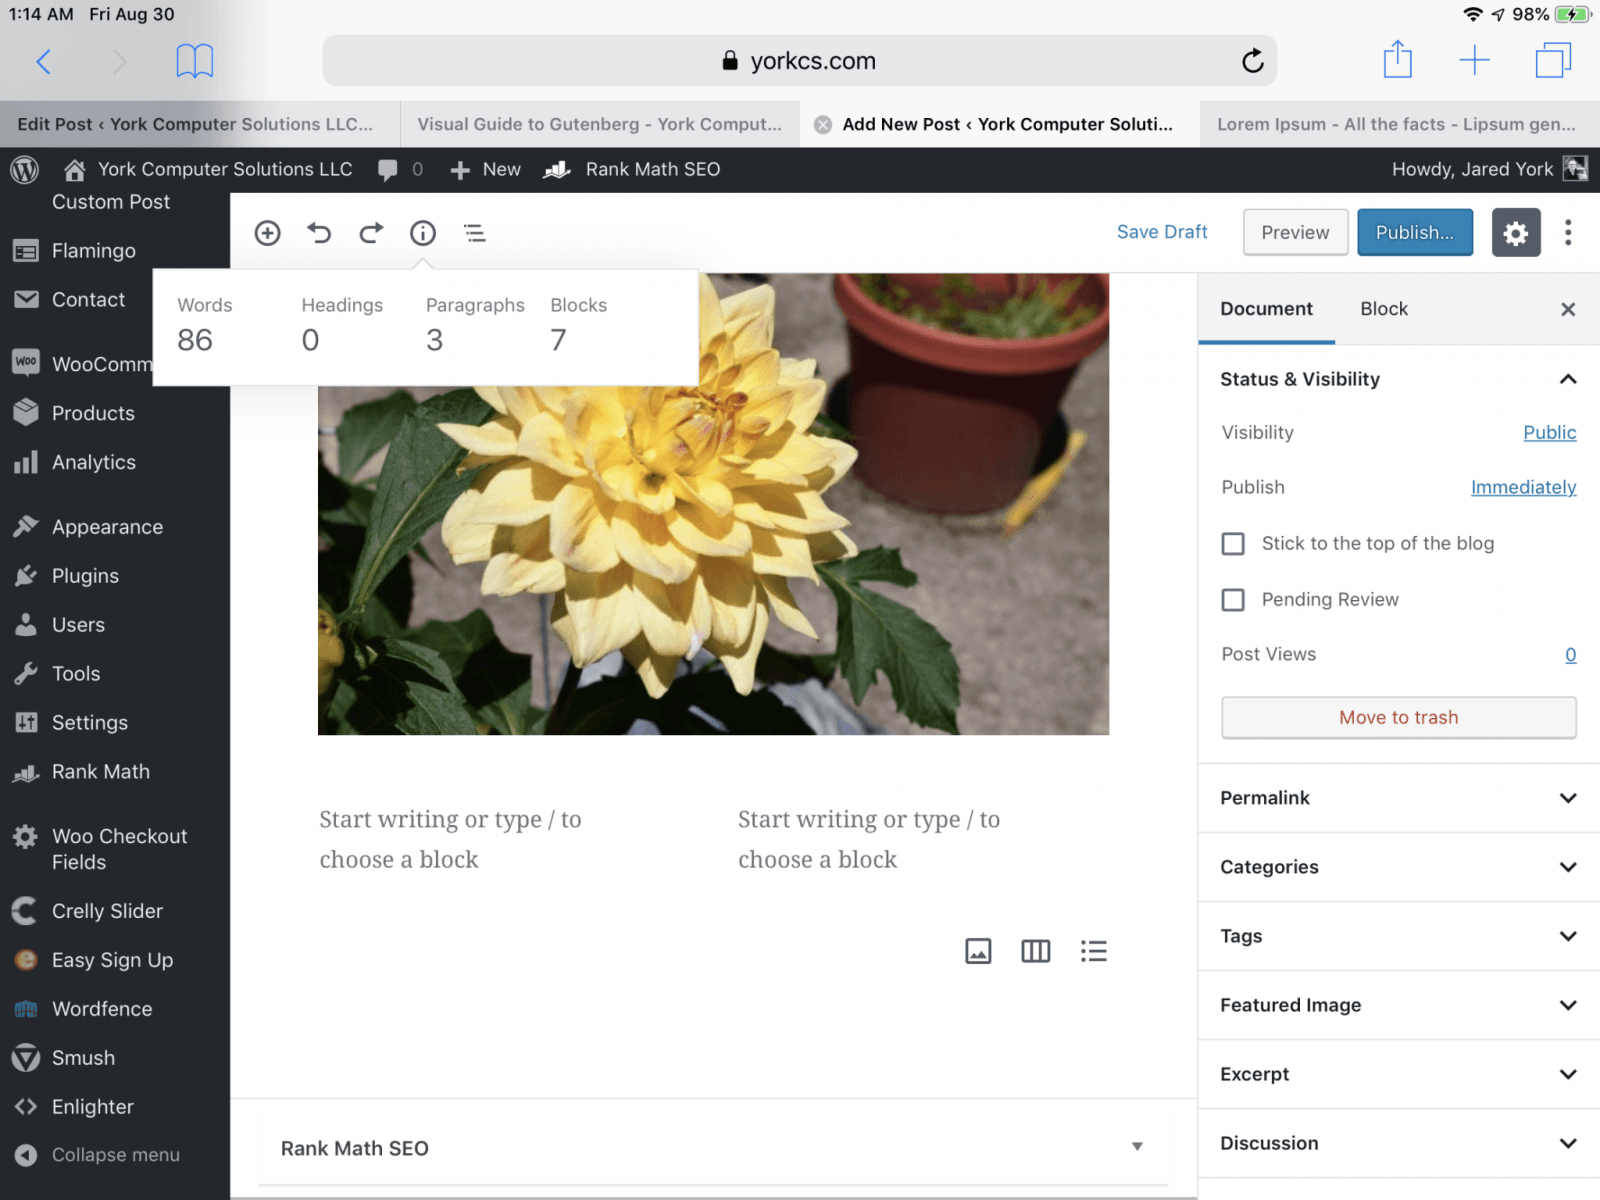 1:14 AM Fri Aug 30 98%
yorkcs.com
Edit Post ‹ York Computer Solutions LLC... Visual Guide to Gutenberg - York Comput... Add New Post ‹ York Computer Soluti... Lorem Ipsum - All the facts - Lipsum gen...
York Computer Solutions LLC 0 New Rank Math SEO Howdy, Jared York
Custom Post
Flamingo
Contact
WooComm
Products
Analytics
Appearance
Plugins
Users
Tools
Settings
Rank Math
Woo Checkout
Fields
Crelly Slider
Easy Sign Up
Wordfence
Smush
Enlighter
Collapse menu
Save Draft Preview Publish...
Words Headings Paragraphs Blocks
86 0 3 7
Start writing or type / to
choose a block
Start writing or type / to
choose a block
Rank Math SEO
Document Block
Status & Visibility
Visibility Public
Publish Immediately
Stick to the top of the blog
Pending Review
Post Views 0
Move to trash
Permalink
Categories
Tags
Featured Image
Excerpt
Discussion